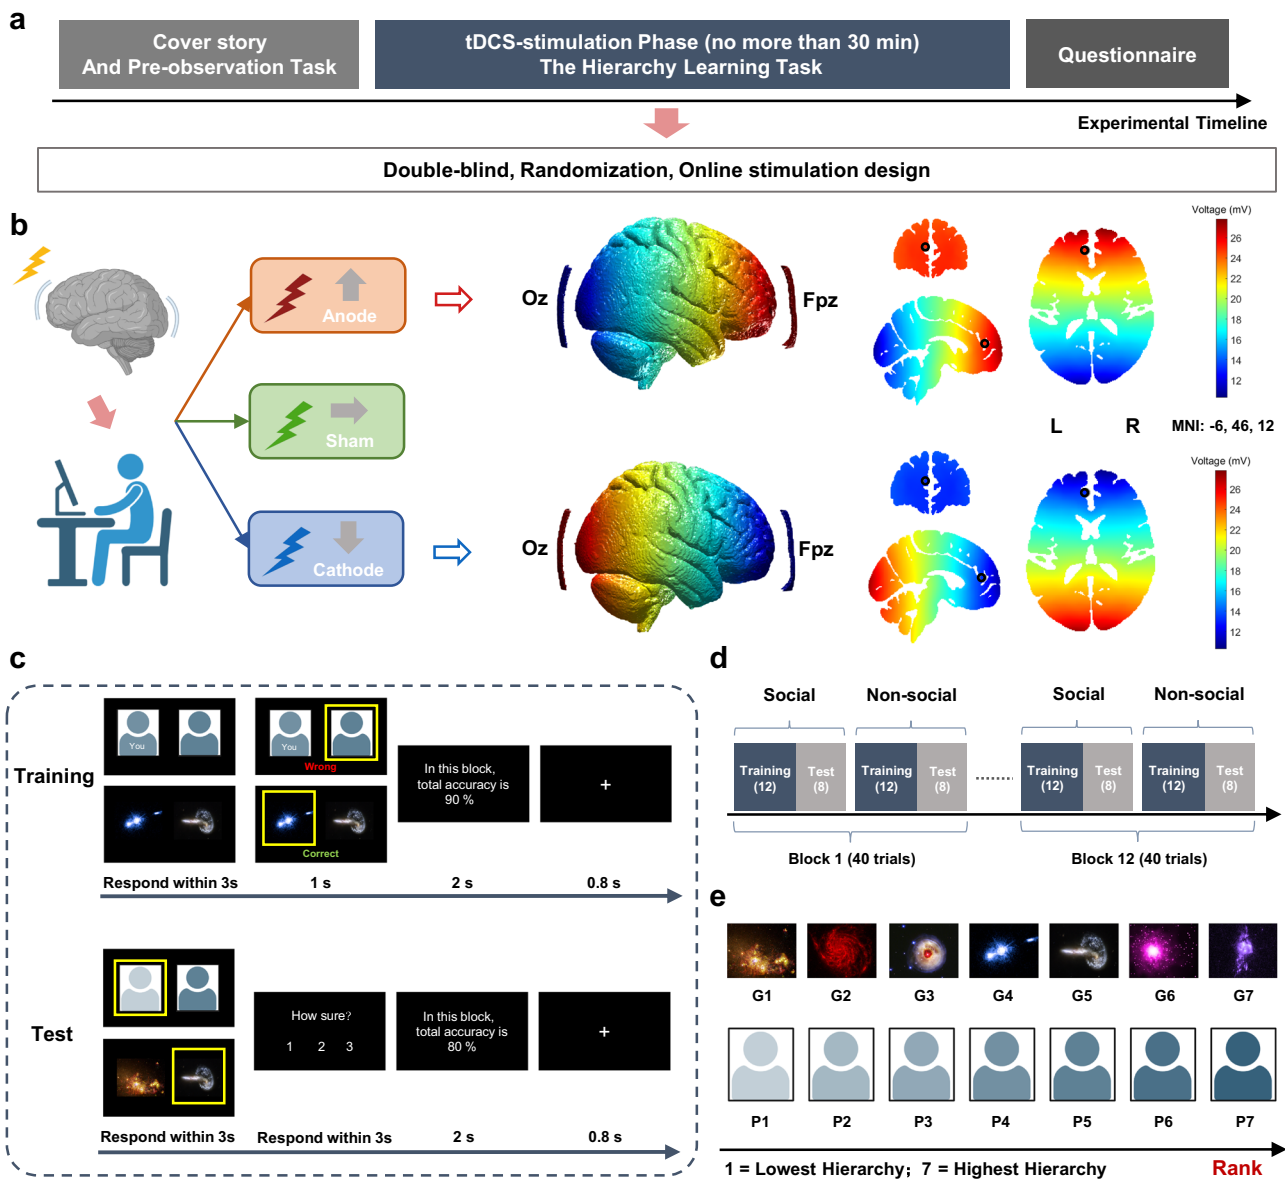 a
Cover story
And Pre-observation Task
tDCS-stimulation Phase (no more than 30 min)
The Hierarchy Learning Task
Questionnaire
Experimental Timeline
Double-blind, Randomization, Online stimulation design
b
Anode
Sham
Cathode
Oz
Fpz
Voltage (mV)
26
24
22
20
18
16
14
12
L
R
MNI: -6, 46, 12
Oz
Fpz
Voltage (mV)
26
24
22
20
18
16
14
12
c
Training
You
You
Wrong
Correct
In this block,
total accuracy is
90 %
+
Respond within 3s
1 s
2 s
0.8 s
Test
How sure?
1 2 3
In this block,
total accuracy is
80 %
+
Respond within 3s
Respond within 3s
2 s
0.8 s
d
Social
Non-social
Social
Non-social
Training
(12)
Test
(8)
Training
(12)
Test
(8)
Training
(12)
Test
(8)
Training
(12)
Test
(8)
Block 1 (40 trials)
Block 12 (40 trials)
e
G1 G2 G3 G4 G5 G6 G7
P1 P2 P3 P4 P5 P6 P7
1 = Lowest Hierarchy; 7 = Highest Hierarchy
Rank